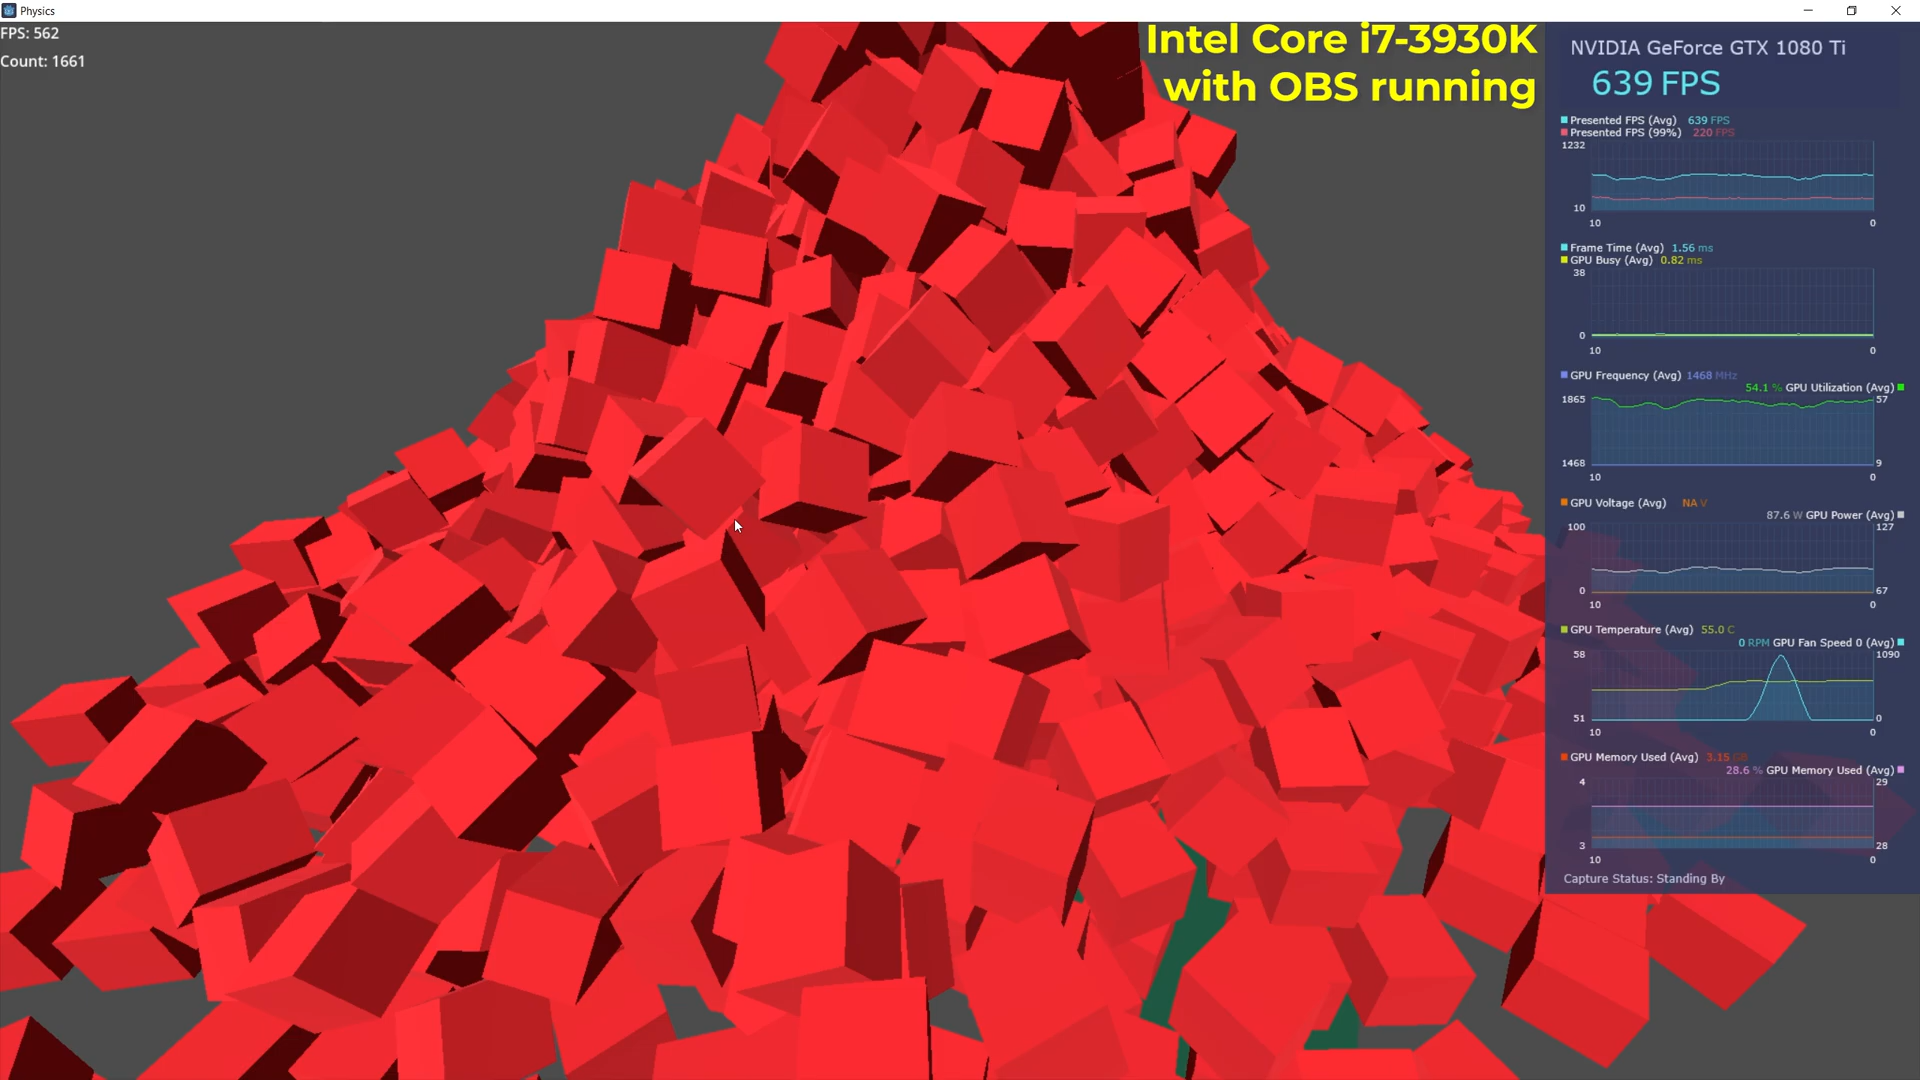 Physics
FPS: 562
Count: 1661
Intel Core i7-3930K
with OBS running
NVIDIA GeForce GTX 1080 Ti
639 FPS
Presented FPS (Avg) 639 FPS
Presented FPS (99%) 220 FPS
1232
10
10 0
Frame Time (Avg) 1.56 ms
GPU Busy (Avg) 0.82 ms
38
0
10 0
GPU Frequency (Avg) 1468 MHz
54.1 % GPU Utilization (Avg)
1865 57
1468 9
10 0
GPU Voltage (Avg) NA V
87.6 W GPU Power (Avg)
100 127
0 67
10 0
GPU Temperature (Avg) 55.0 C
0 RPM GPU Fan Speed 0 (Avg)
58 1090
51 0
10 0
GPU Memory Used (Avg) 3.15 GB
28.6 % GPU Memory Used (Avg)
4 29
3 28
10 0
Capture Status: Standing By